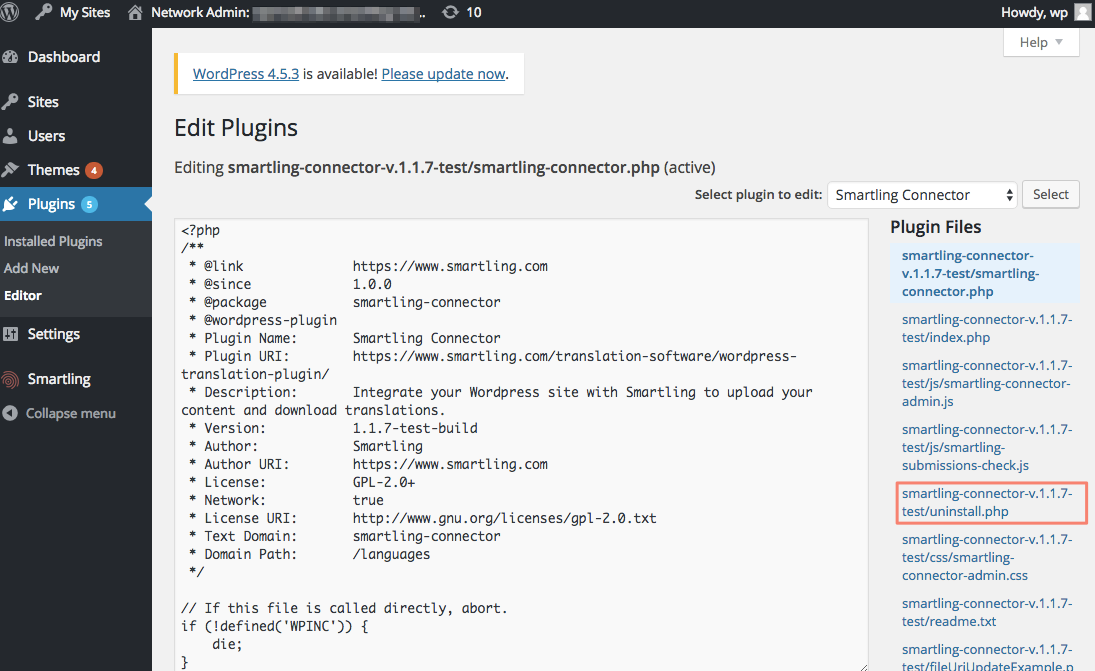 My Sites
Network Admin:
..
10
Howdy, wp
Help
Dashboard
Sites
Users
Themes 4
Plugins 5
Installed Plugins
Add New
Editor
Settings
Smartling
Collapse menu
WordPress 4.5.3 is available! Please update now.
Edit Plugins
Editing smartling-connector-v.1.1.7-test/smartling-connector.php (active)
Select plugin to edit:
Smartling Connector
Select
<?php
/**
 * @link             https://www.smartling.com
 * @since            1.0.0
 * @package          smartling-connector
 * @wordpress-plugin
 * Plugin Name:      Smartling Connector
 * Plugin URI:       https://www.smartling.com/translation-software/wordpress-
translation-plugin/
 * Description:      Integrate your Wordpress site with Smartling to upload your
content and download translations.
 * Version:          1.1.7-test-build
 * Author:           Smartling
 * Author URI:       https://www.smartling.com
 * License:          GPL-2.0+
 * Network:          true
 * License URI:      http://www.gnu.org/licenses/gpl-2.0.txt
 * Text Domain:      smartling-connector
 * Domain Path:      /languages
 */
// If this file is called directly, abort.
if (!defined('WPINC')) {
    die;
}
Plugin Files
smartling-connector-
v.1.1.7-test/smartling-
connector.php
smartling-connector-v.1.1.7-
test/index.php
smartling-connector-v.1.1.7-
test/js/smartling-connector-
admin.js
smartling-connector-v.1.1.7-
test/js/smartling-
submissions-check.js
smartling-connector-v.1.1.7-
test/uninstall.php
smartling-connector-v.1.1.7-
test/css/smartling-
connector-admin.css
smartling-connector-v.1.1.7-
test/readme.txt
smartling-connector-v.1.1.7-
test/fileUriUpdateExample.p